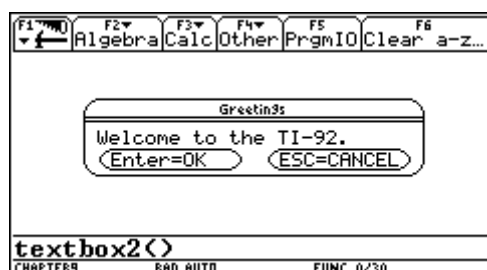 F1 F2 F3 F4 F5 F6
Algebra Calc Other PrgmIO Clear a-z…
Greetings
Welcome to the TI-92.
Enter=OK ESC=CANCEL
textbox2()
CHAPTER9 RAD AUTO FUNC 0/30